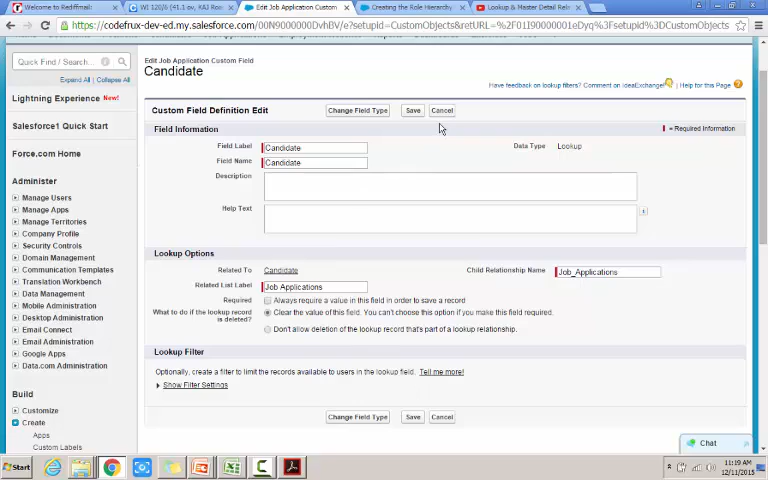 Welcome to Rediffmail:
WI 120/6 (41.1 ov, KAJ Roa
Edit Job Application Custom
Creating the Role Hierarchy
Lookup & Master Detail Rel
https://codefrux-dev-ed.my.salesforce.com/00N9000000DvhBV/e?setupid=CustomObjects&retURL=%2F01I90000001eDyq%3Fsetupid%3DCustomObjects
Quick Find / Search...
Expand All | Collapse All
Lightning Experience New!
Salesforce1 Quick Start
Force.com Home
Administer
Manage Users
Manage Apps
Manage Territories
Company Profile
Security Controls
Domain Management
Communication Templates
Translation Workbench
Data Management
Mobile Administration
Desktop Administration
Email Connect
Email Administration
Google Apps
Data.com Administration
Build
Customize
Create
Apps
Custom Labels
Edit Job Application Custom Field
Candidate
Have feedback on lookup filters? Comment on IdeaExchange!
Help for this Page
Custom Field Definition Edit
Change Field Type
Save
Cancel
Field Information
= Required Information
Field Label
Candidate
Data Type
Lookup
Field Name
Candidate
Description
Help Text
i
Lookup Options
Related To
Candidate
Child Relationship Name
Job_Applications
Related List Label
Job Applications
Required
Always require a value in this field in order to save a record
What to do if the lookup record
is deleted?
Clear the value of this field. You can't choose this option if you make this field required.
Don't allow deletion of the lookup record that's part of a lookup relationship.
Lookup Filter
Optionally, create a filter to limit the records available to users in the lookup field. Tell me more!
Show Filter Settings
Change Field Type
Save
Cancel
Chat
Start
11:19 AM
12/11/2015